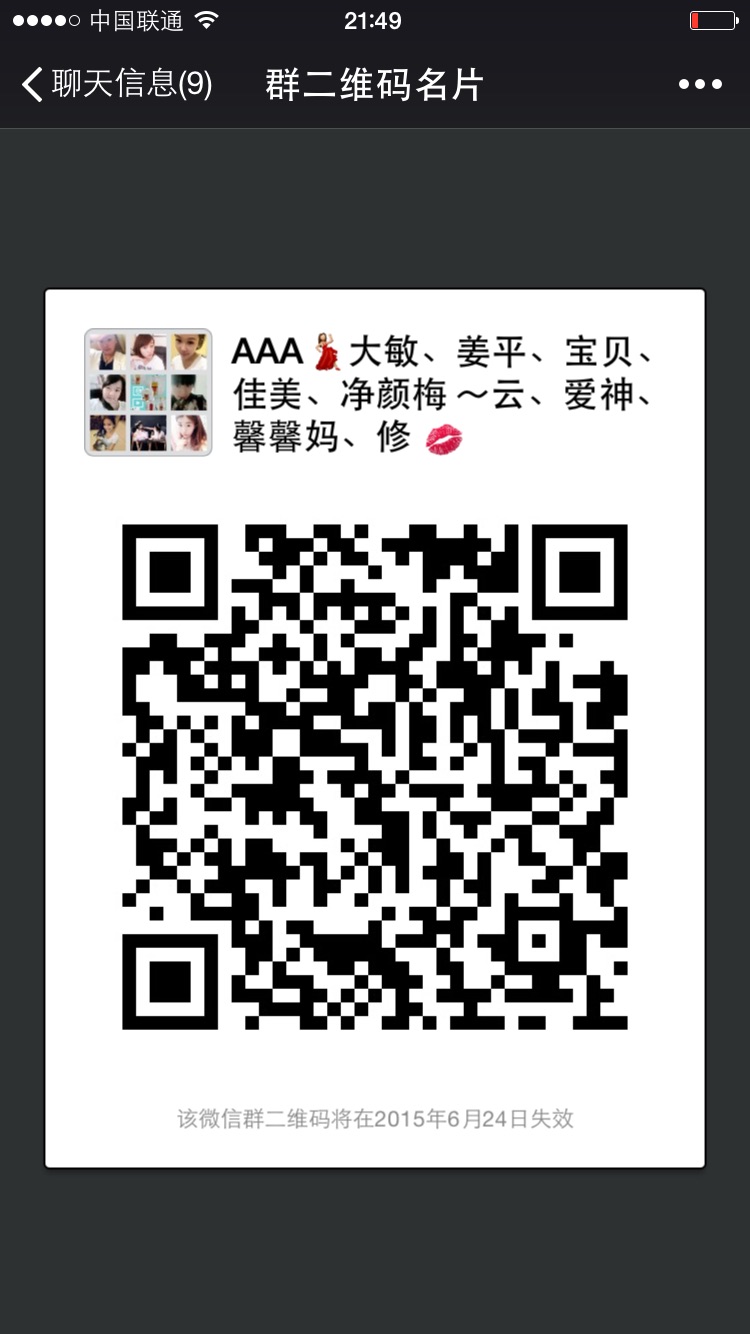 中国联通 21:49
聊天信息(9) 群二维码名片
AAA💃大敏、姜平、宝贝、
佳美、净颜梅～云、爱神、
馨馨妈、修 💋
该微信群二维码将在2015年6月24日失效